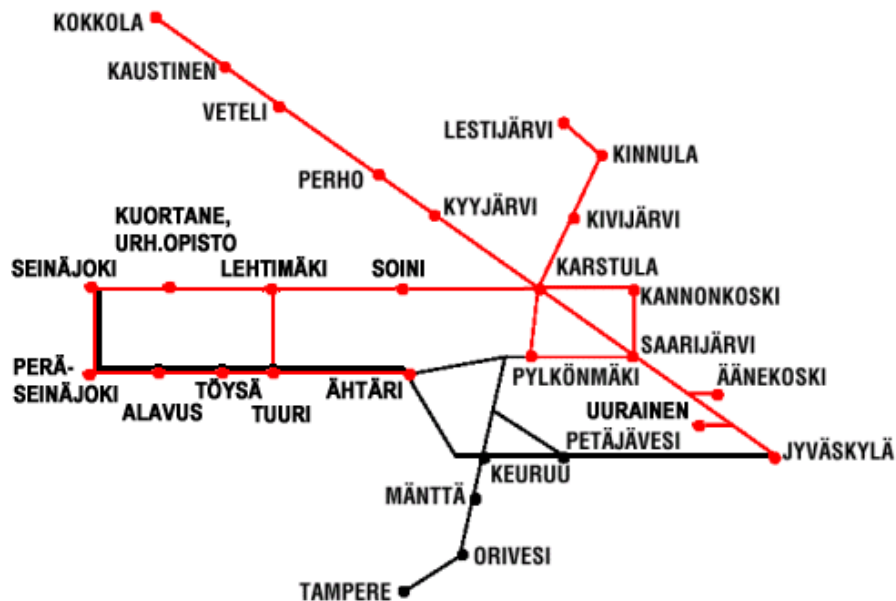 KOKKOLA
KAUSTINEN
VETELI
LESTIJÄRVI
KINNULA
PERHO
KYYJÄRVI
KIVIJÄRVI
KUORTANE,
URH.OPISTO
SEINÄJOKI
LEHTIMÄKI
SOINI
KARSTULA
KANNONKOSKI
SAARIJÄRVI
PERÄ-
SEINÄJOKI
ALAVUS
TÖYSÄ
TUURI
ÄHTÄRI
PYLKÖNMÄKI
ÄÄNEKOSKI
UURAINEN
PETÄJÄVESI
JYVÄSKYLÄ
KEURUU
MÄNTTÄ
ORIVESI
TAMPERE